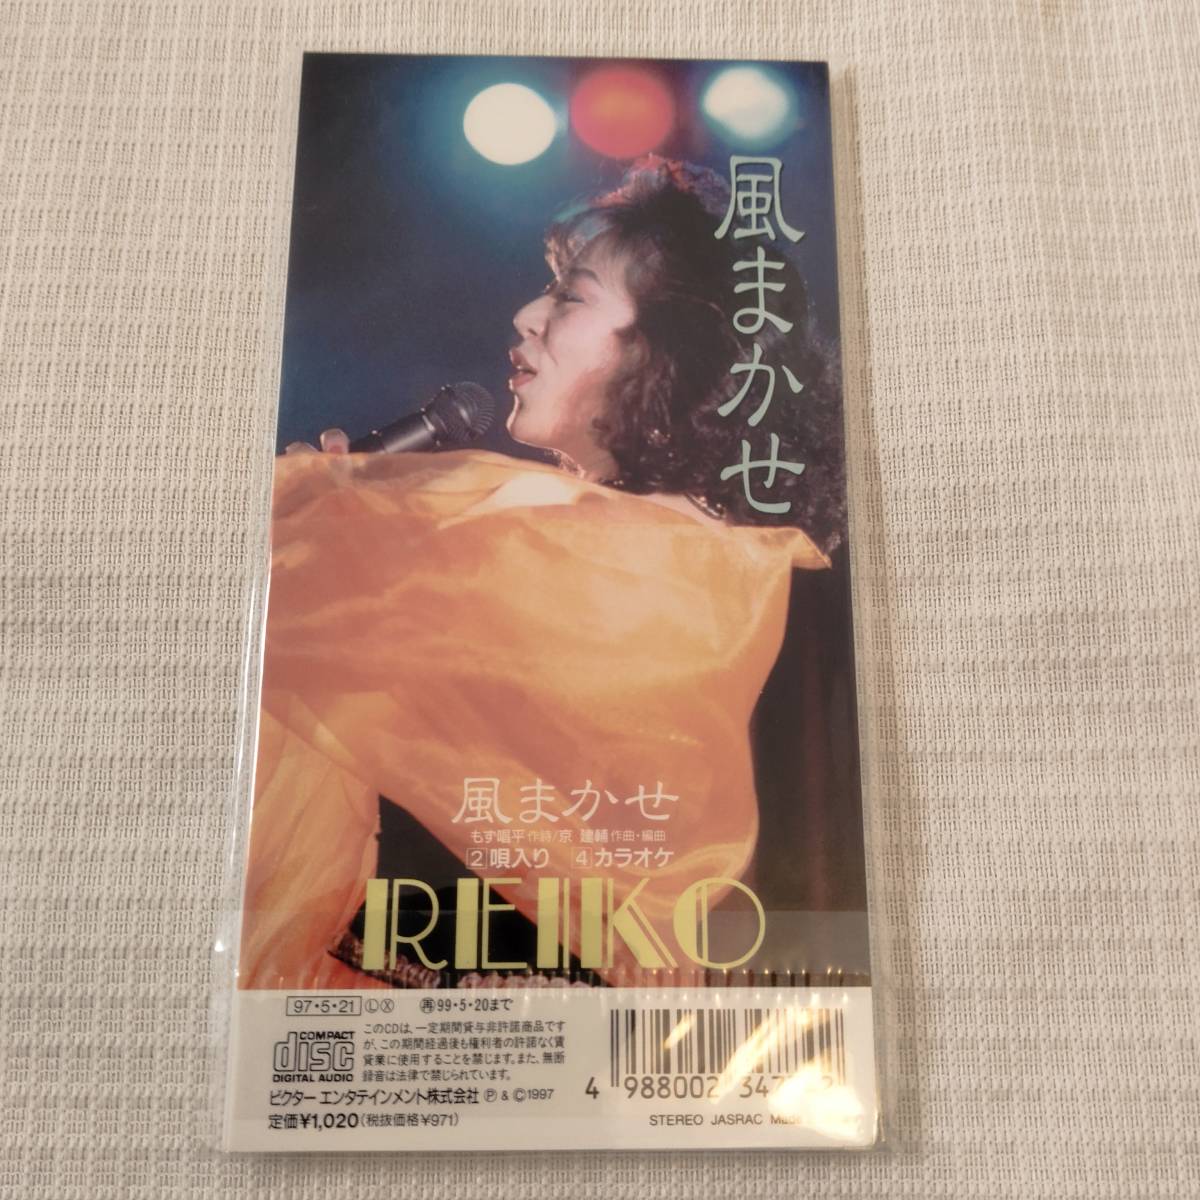 風まかせ
風まかせ
もず唱平 作詩/京 建輔 作曲・編曲
2 唄入り 4 カラオケ
REIKO
97・5・21 Ⓛ Ⓧ 再 99・5・20まで
COMPACT
disc
DIGITAL AUDIO
このCDは、一定期間貸与非許諾商品です
が、この期間経過後も権利者の許諾なく賃
貸業に使用することを禁じます。また、無断
録音は法律で禁じられています。
ビクター エンタテインメント株式会社 Ⓟ & Ⓒ 1997
定価¥1,020(税抜価格¥971)
4 988002
STEREO JASRAC